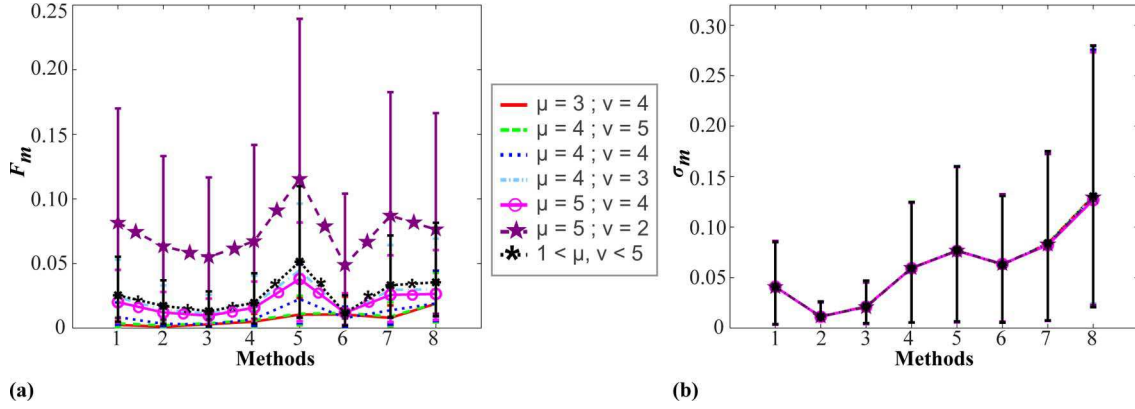 0.25
0.20
0.15
0.10
0.05
0
F_m
1 2 3 4 5 6 7 8
Methods
(a)
μ = 3 ; ν = 4
μ = 4 ; ν = 5
μ = 4 ; ν = 4
μ = 4 ; ν = 3
μ = 5 ; ν = 4
μ = 5 ; ν = 2
1 < μ, ν < 5
0.30
0.25
0.20
0.15
0.10
0.05
0
σ_m
1 2 3 4 5 6 7 8
Methods
(b)